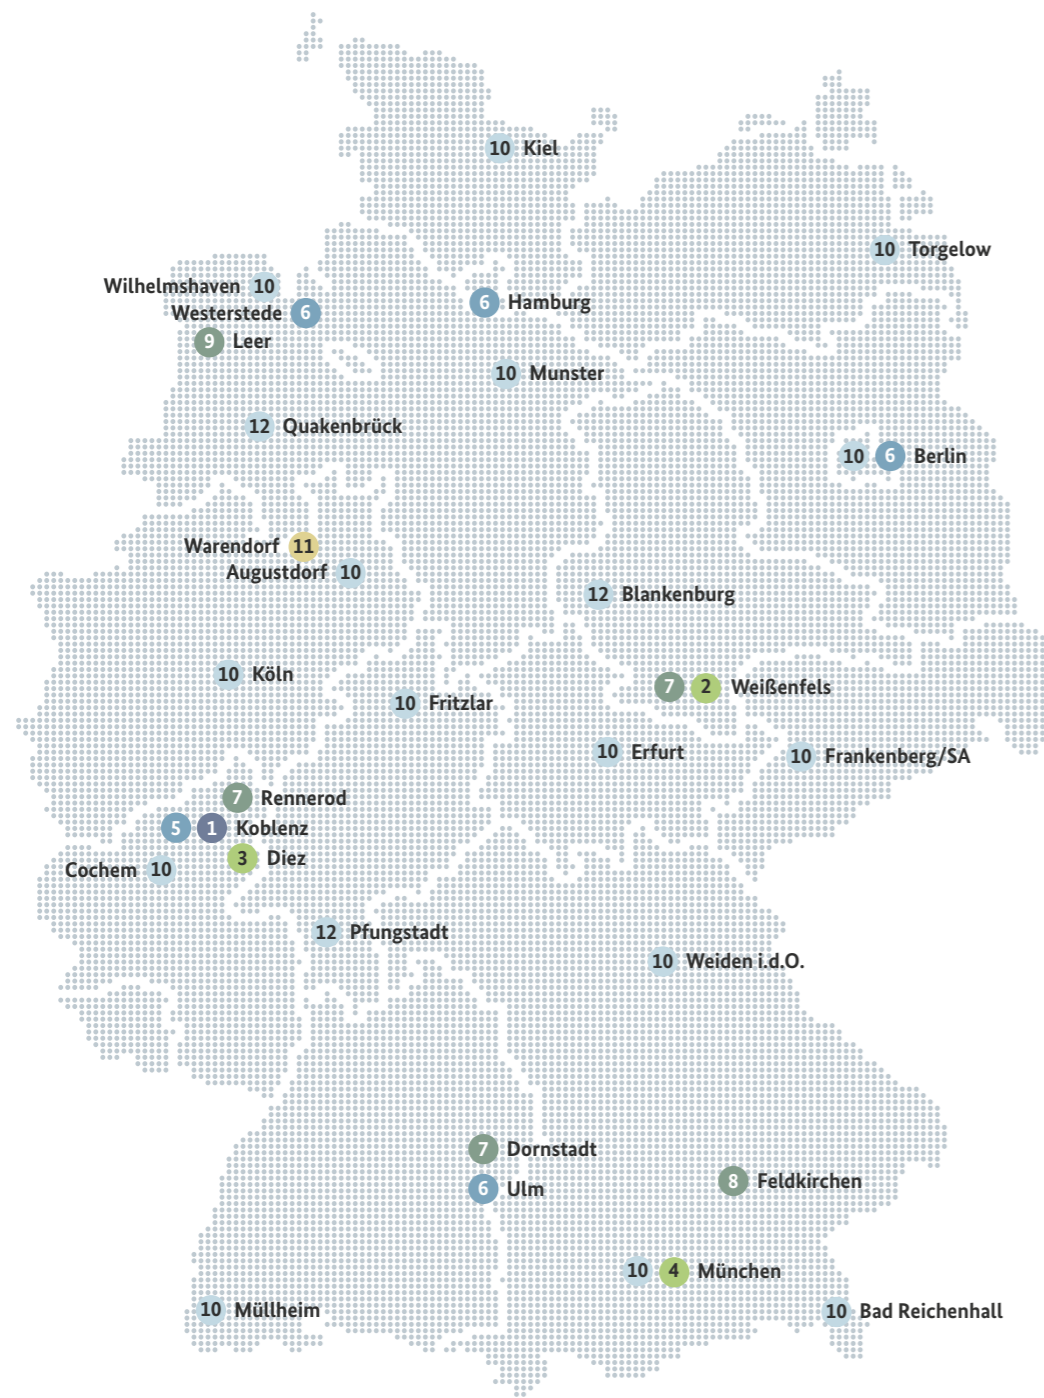 10 Kiel
10 Torgelow
Wilhelmshaven 10
6 Hamburg
Westerstede 6
9 Leer
10 Munster
12 Quakenbrück
10 6 Berlin
Warendorf 11
Augustdorf 10
12 Blankenburg
10 Köln
7 2 Weißenfels
10 Fritzlar
10 Erfurt
10 Frankenberg/SA
7 Rennerod
5 1 Koblenz
3 Diez
Cochem 10
12 Pfungstadt
10 Weiden i.d.O.
7 Dornstadt
8 Feldkirchen
6 Ulm
10 4 München
10 Müllheim
10 Bad Reichenhall